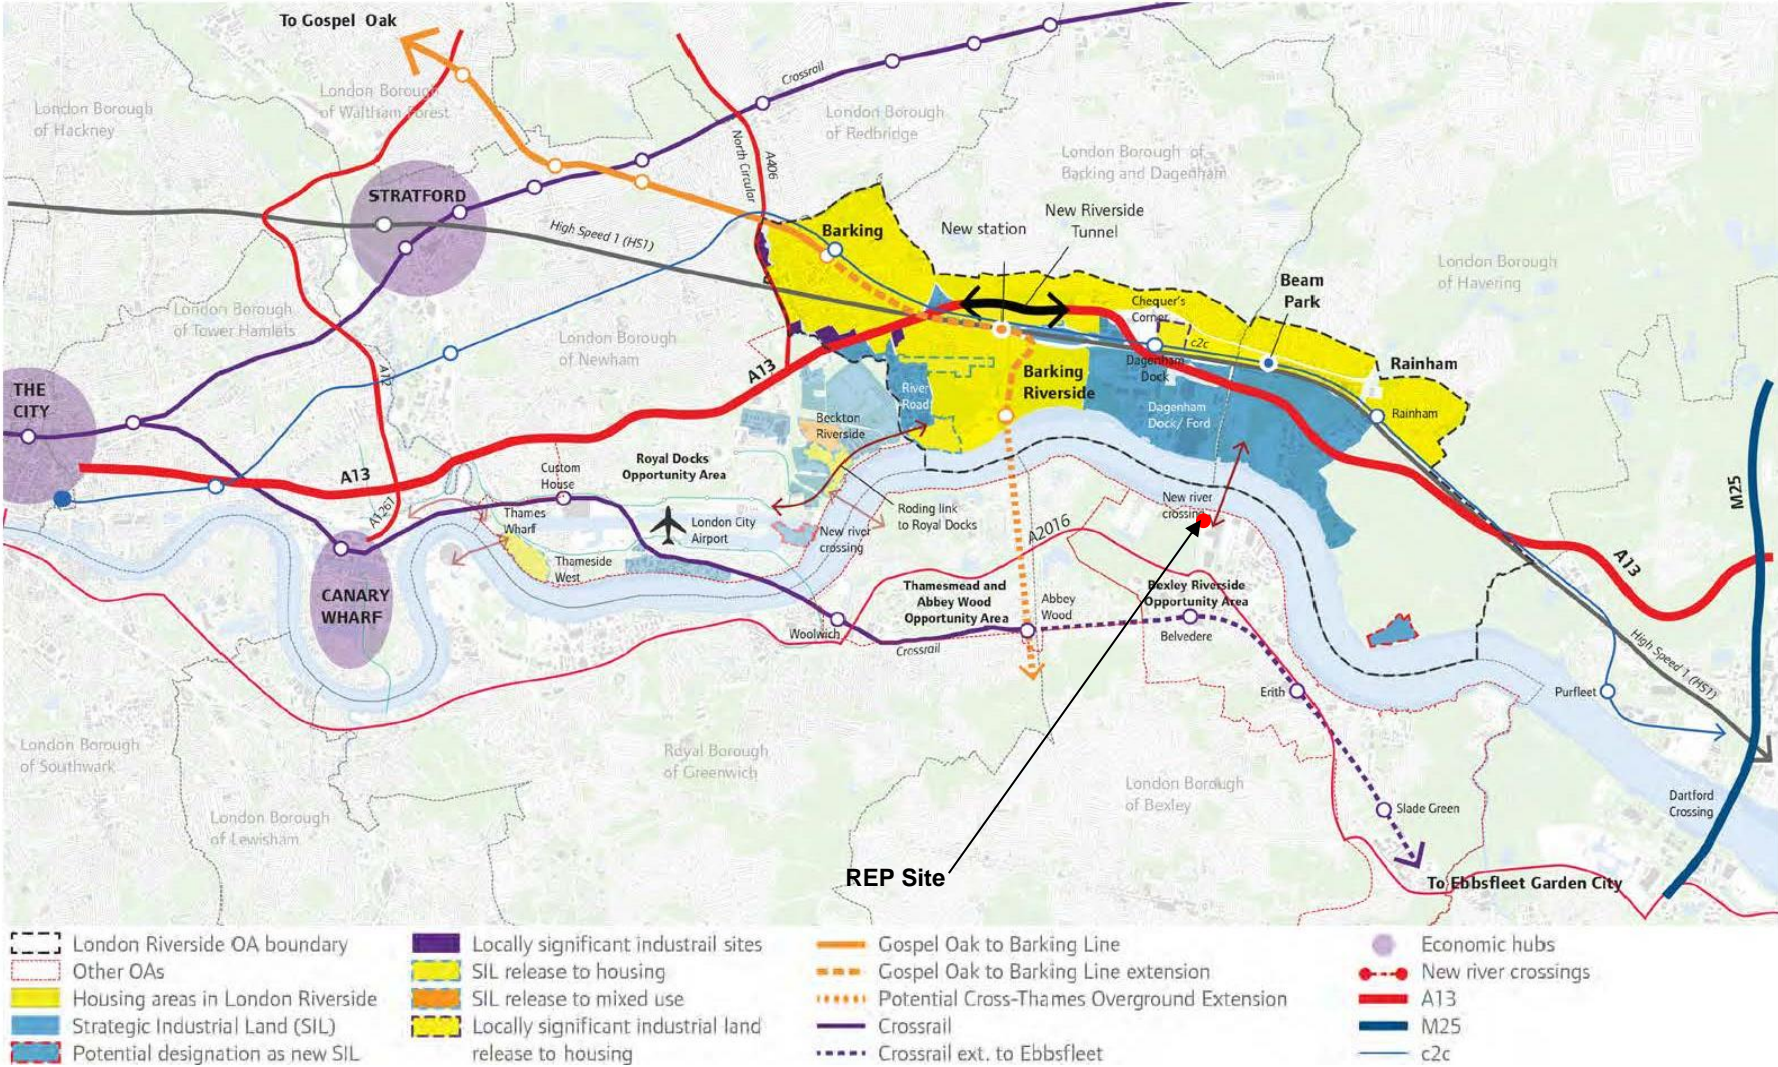 To Gospel Oak
Crossrail
London Borough
of Hackney
London Borough
of Waltham Forest
London Borough
of Redbridge
A406
North Circular
London Borough of
Barking and Dagenham
STRATFORD
High Speed 1 (HS1)
Barking
New station
New Riverside
Tunnel
London Borough
of Havering
Beam
Park
Chequer's
Corner
c2c
Dagenham
Dock
Rainham
Rainham
London Borough
of Tower Hamlets
London Borough
of Newham
A12
A13
THE
CITY
River
Road
Barking
Riverside
Dagenham
Dock/ Ford
Beckton
Riverside
Royal Docks
Opportunity Area
Custom
House
A13
A1261
M25
Thames
Wharf
London City
Airport
Roding link
to Royal Docks
New river
crossing
New river
crossing
A2016
A13
Thameside
West
CANARY
WHARF
Thamesmead and
Abbey Wood
Opportunity Area
Abbey
Wood
Bexley Riverside
Opportunity Area
Woolwich
Crossrail
Belvedere
High Speed 1 (HS1)
Erith
Purfleet
London Borough
of Southwark
Royal Borough
of Greenwich
London Borough
of Bexley
London Borough
of Lewisham
Slade Green
Dartford
Crossing
REP Site
To Ebbsfleet Garden City
London Riverside OA boundary
Other OAs
Housing areas in London Riverside
Strategic Industrial Land (SIL)
Potential designation as new SIL
Locally significant industrail sites
SIL release to housing
SIL release to mixed use
Locally significant industrial land
release to housing
Gospel Oak to Barking Line
Gospel Oak to Barking Line extension
Potential Cross-Thames Overground Extension
Crossrail
Crossrail ext. to Ebbsfleet
Economic hubs
New river crossings
A13
M25
c2c